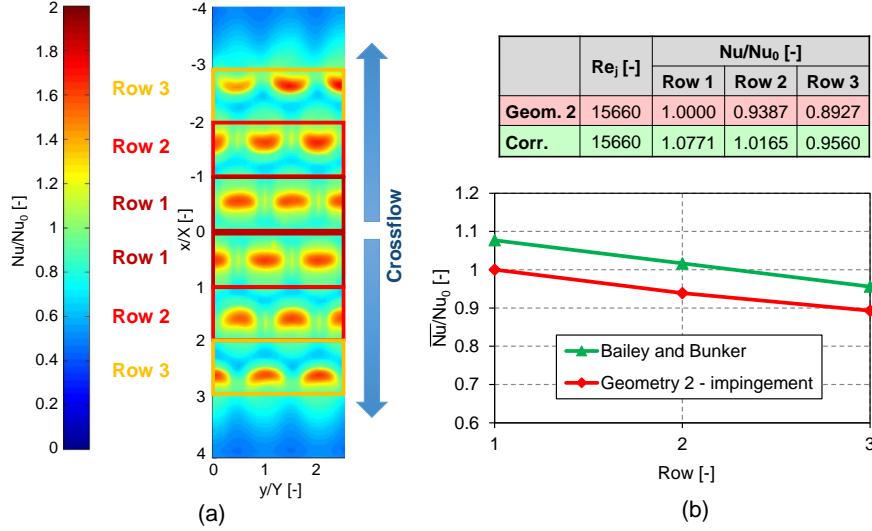 2
1.8
1.6
1.4
1.2
1
0.8
0.6
0.4
0.2
0
Nu/Nu₀ [-]
Row 3
Row 2
Row 1
Row 1
Row 2
Row 3
-4
-3
-2
-1
0
1
2
3
4
x/X [-]
0 1 2
y/Y [-]
Crossflow
(a)
Reⱼ [-] Nu/Nu₀ [-]
Row 1 Row 2 Row 3
Geom. 2 15660 1.0000 0.9387 0.8927
Corr. 15660 1.0771 1.0165 0.9560
1.2
1.1
1
0.9
0.8
0.7
0.6
N̅u̅/Nu₀ [-]
Bailey and Bunker
Geometry 2 - impingement
1 2 3
Row [-]
(b)